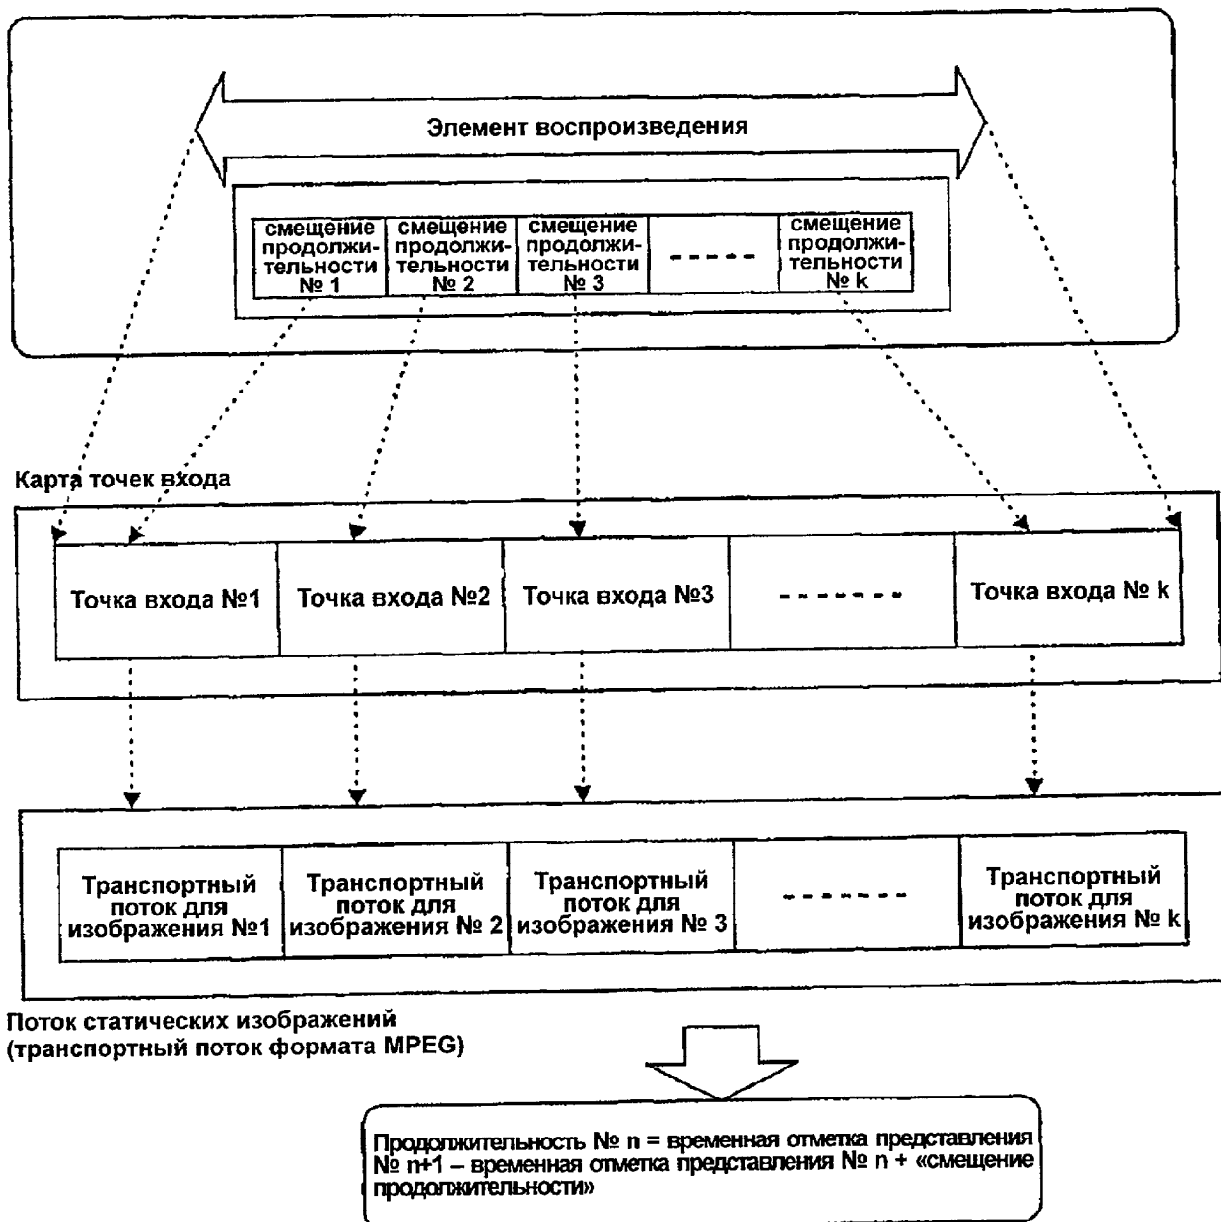 Элемент воспроизведения
смещение
продолжи-
тельности
№ 1
смещение
продолжи-
тельности
№ 2
смещение
продолжи-
тельности
№ 3
смещение
продолжи-
тельности
№ k
Карта точек входа
Точка входа №1
Точка входа №2
Точка входа №3
Точка входа № k
Транспортный
поток для
изображения №1
Транспортный
поток для
изображения № 2
Транспортный
поток для
изображения № 3
Транспортный
поток для
изображения № k
Поток статических изображений
(транспортный поток формата MPEG)
Продолжительность № n = временная отметка представления
№ n+1 – временная отметка представления № n + «смещение
продолжительности»